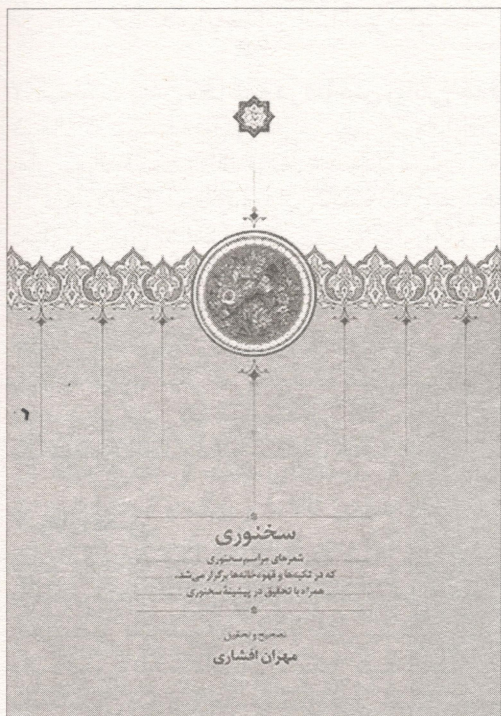 سخنوری
شعرهای مراسم سخنوری
که در تکیه‌ها و قهوه‌خانه‌ها برگزار می‌شد،
همراه با تحقیق در پیشینهٔ سخنوری
تصحیح و تحقیق
مهران افشاری